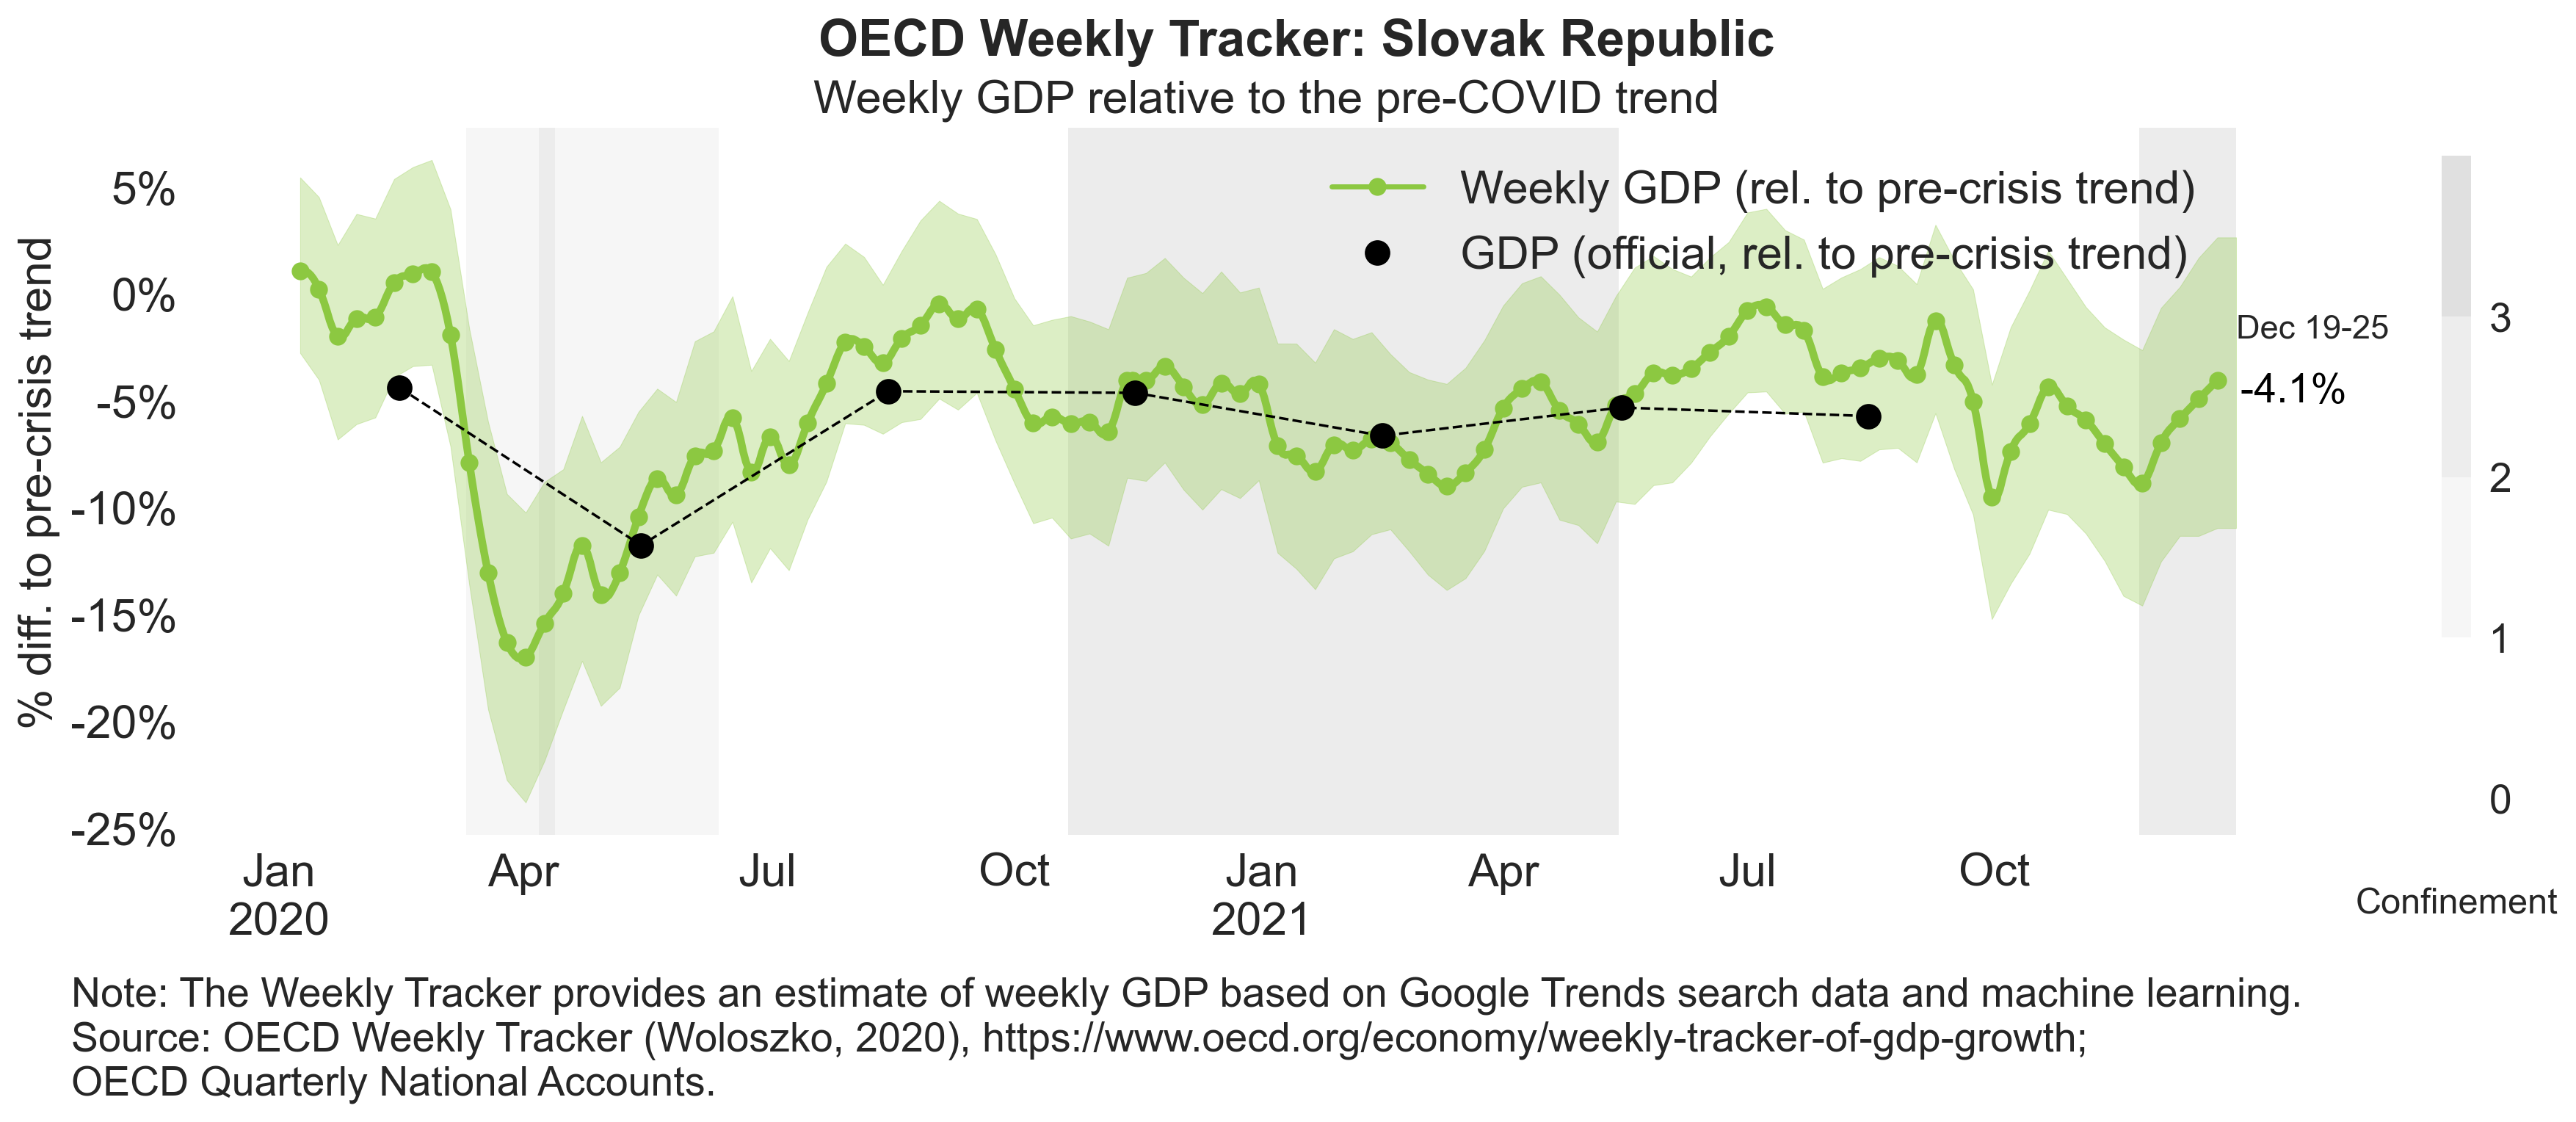 OECD Weekly Tracker: Slovak Republic
Weekly GDP relative to the pre-COVID trend
% diff. to pre-crisis trend
5%
0%
-5%
-10%
-15%
-20%
-25%
Weekly GDP (rel. to pre-crisis trend)
GDP (official, rel. to pre-crisis trend)
Dec 19-25
-4.1%
3
2
1
0
Confinement
Jan Apr Jul Oct Jan Apr Jul Oct
2020 2021
Note: The Weekly Tracker provides an estimate of weekly GDP based on Google Trends search data and machine learning.
Source: OECD Weekly Tracker (Woloszko, 2020), https://www.oecd.org/economy/weekly-tracker-of-gdp-growth;
OECD Quarterly National Accounts.